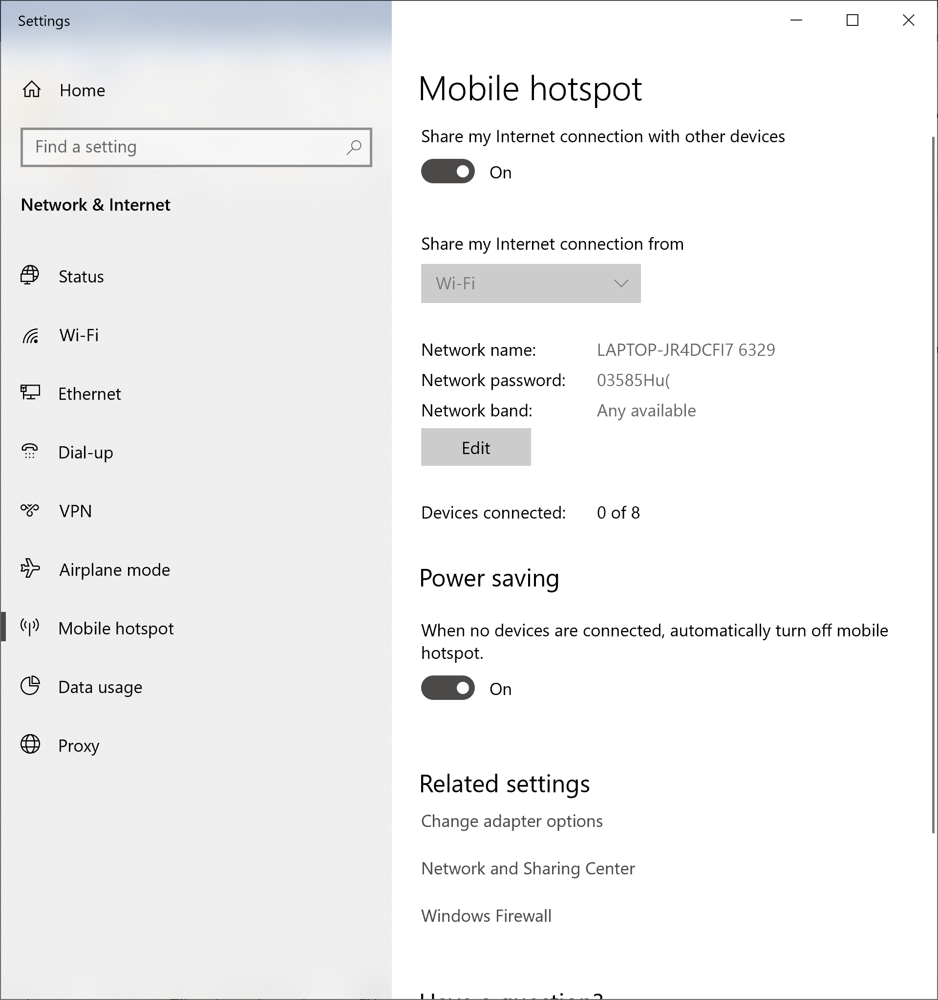 Settings
Home
Find a setting
Network & Internet
Status
Wi-Fi
Ethernet
Dial-up
VPN
Airplane mode
Mobile hotspot
Data usage
Proxy
Mobile hotspot
Share my Internet connection with other devices
On
Share my Internet connection from
Wi-Fi
Network name: LAPTOP-JR4DCFI7 6329
Network password: 03585Hu(
Network band: Any available
Edit
Devices connected: 0 of 8
Power saving
When no devices are connected, automatically turn off mobile
hotspot.
On
Related settings
Change adapter options
Network and Sharing Center
Windows Firewall
Have a question?